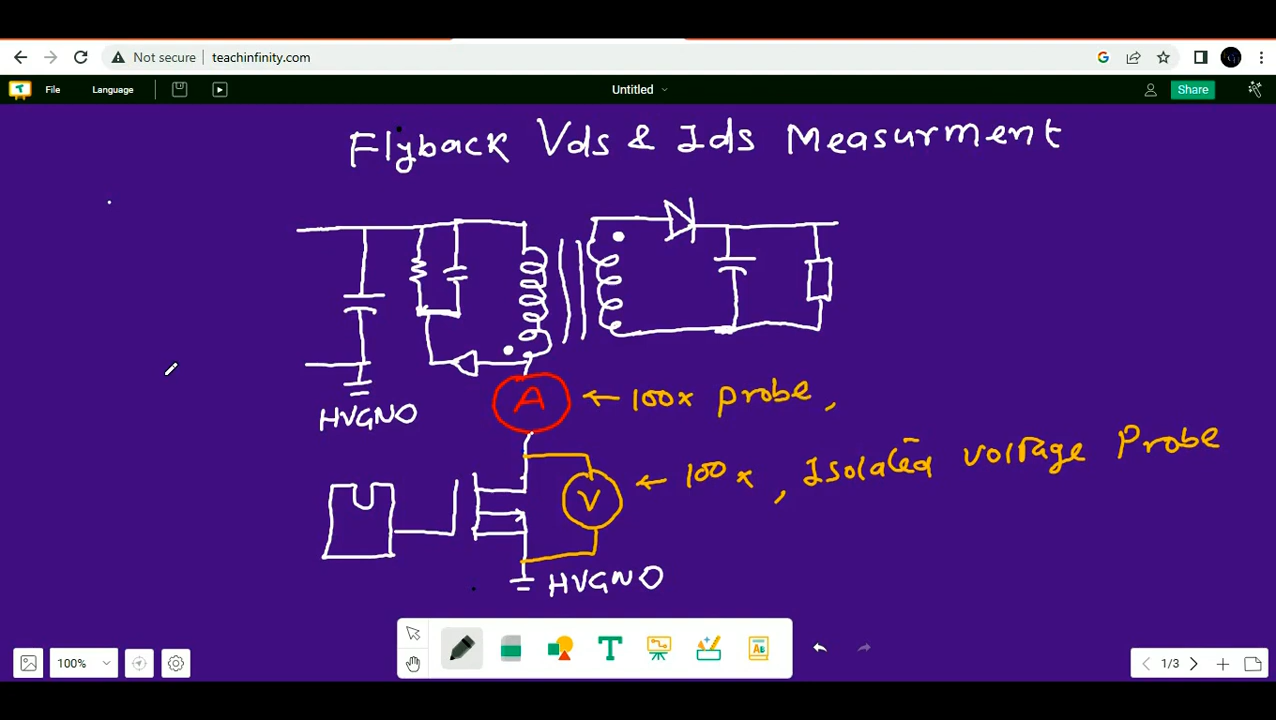 Not secure teachinfinity.com
File Language Untitled Share
Flyback Vds & Ids Measurment
A ← 100x probe,
HVGND
V ← 100x, Isolated voltage Probe
HVGND
100% T Ab 1/3